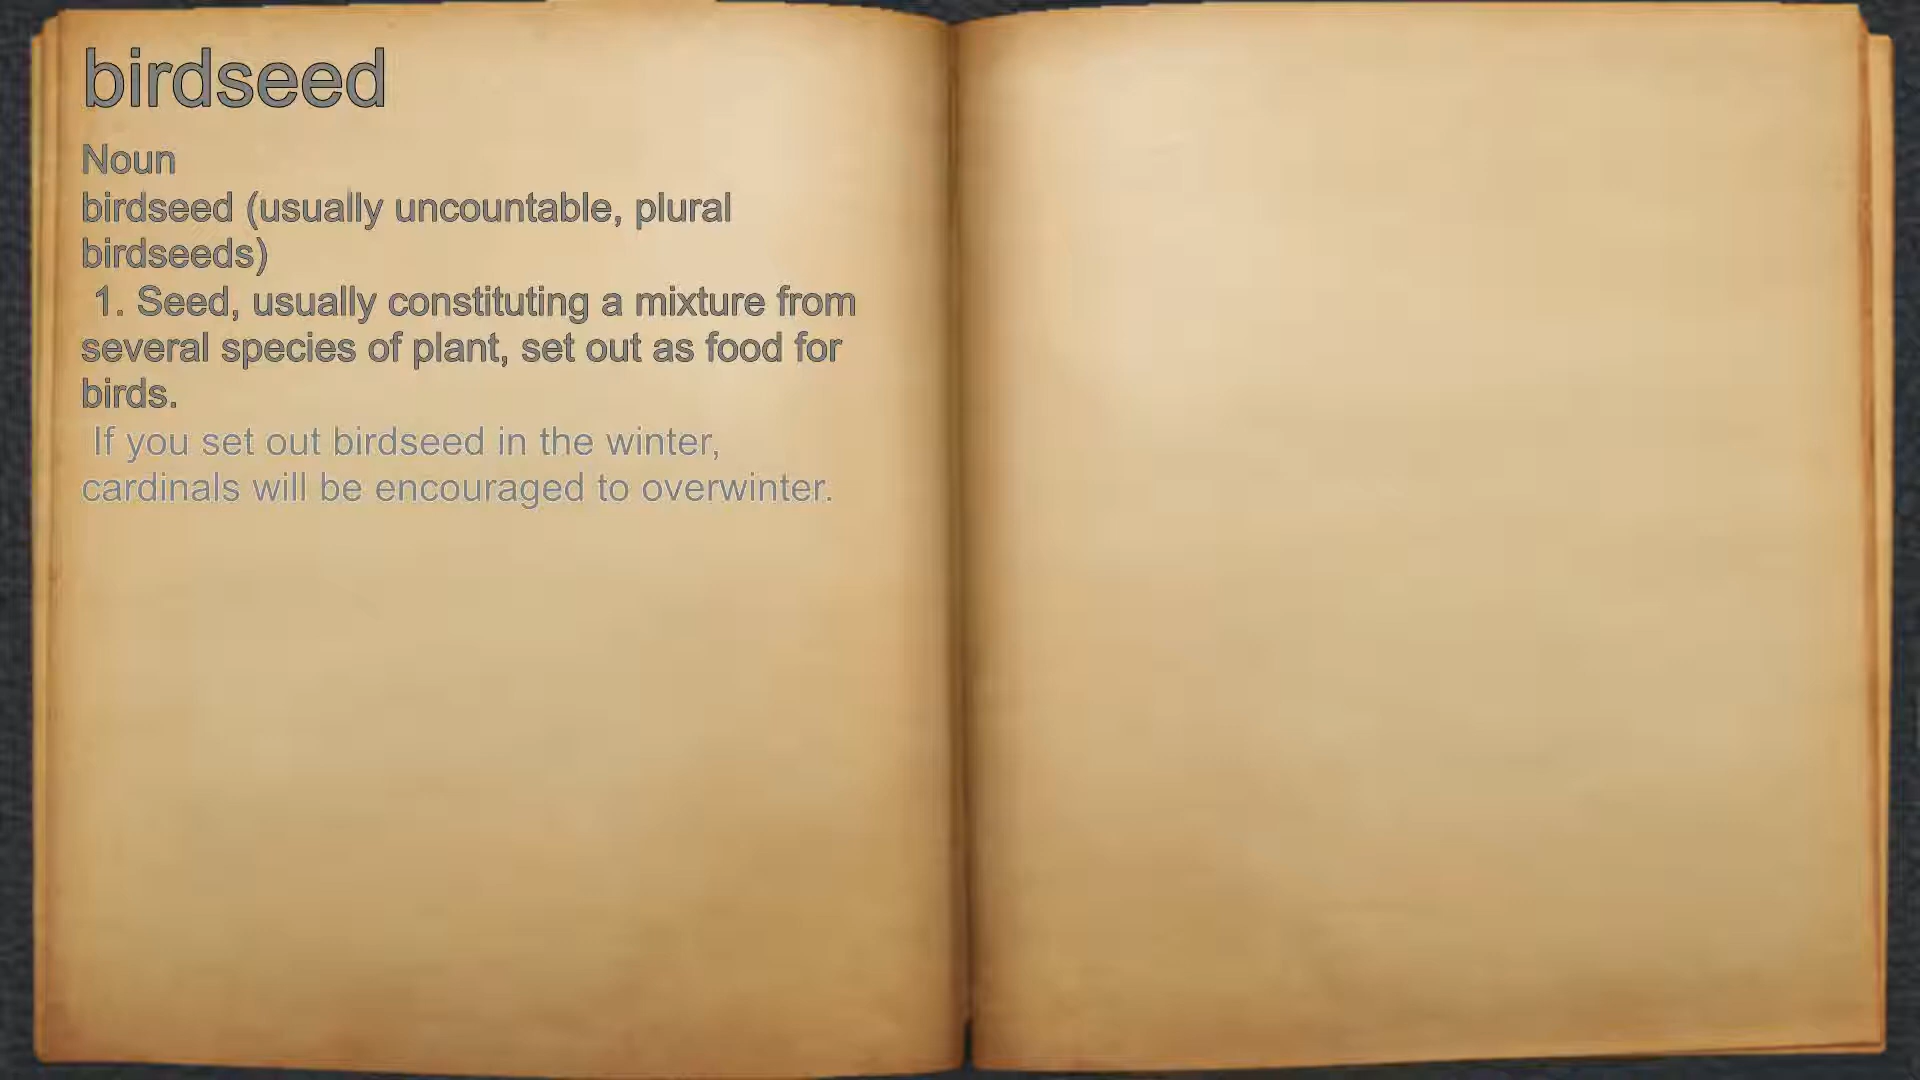 birdseed
Noun
birdseed (usually uncountable, plural
birdseeds)
1. Seed, usually constituting a mixture from
several species of plant, set out as food for
birds.
If you set out birdseed in the winter,
cardinals will be encouraged to overwinter.